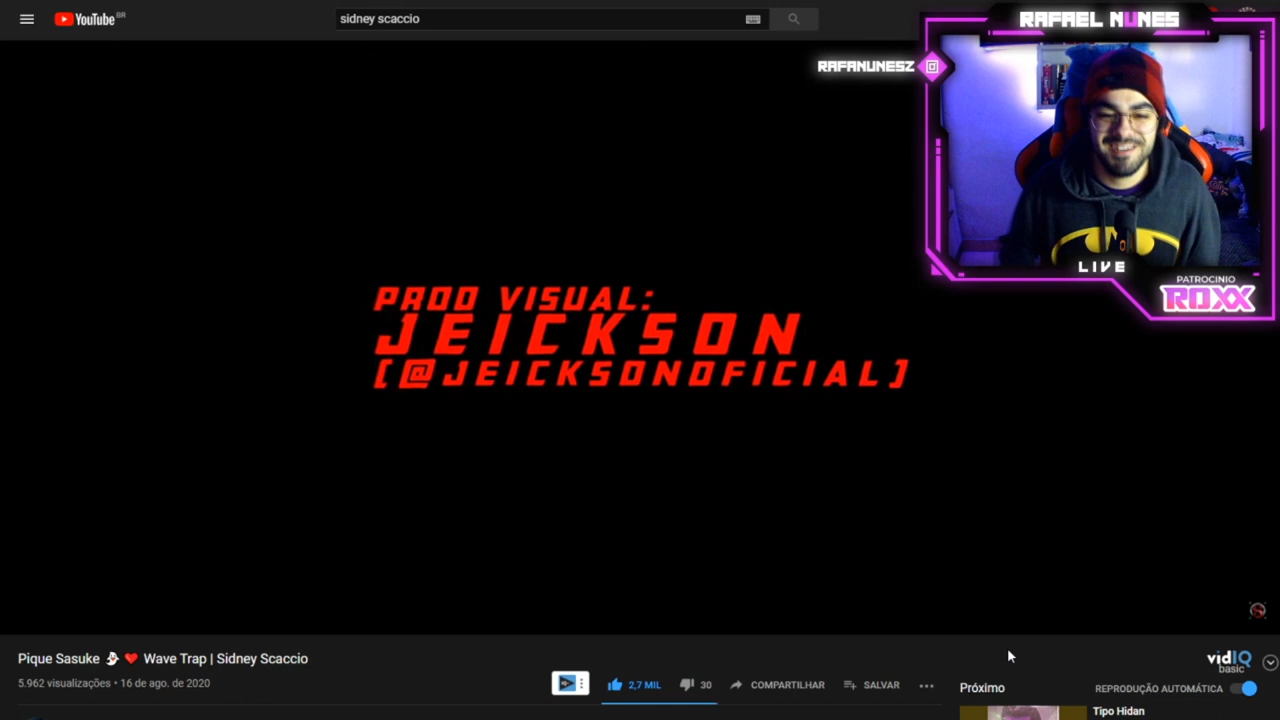 YouTube BR
sidney scaccio
RAFAEL NUNES
RAFANUNESZ
LIVE
PATROCINIO
ROXX
PROD VISUAL:
JEICKSON
[@JEICKSONOFICIAL]
Pique Sasuke 👻❤️ Wave Trap | Sidney Scaccio
5.962 visualizações • 16 de ago. de 2020
2,7 MIL
30
COMPARTILHAR
SALVAR
vidIQ
basic
Próximo
REPRODUÇÃO AUTOMÁTICA
Tipo Hidan